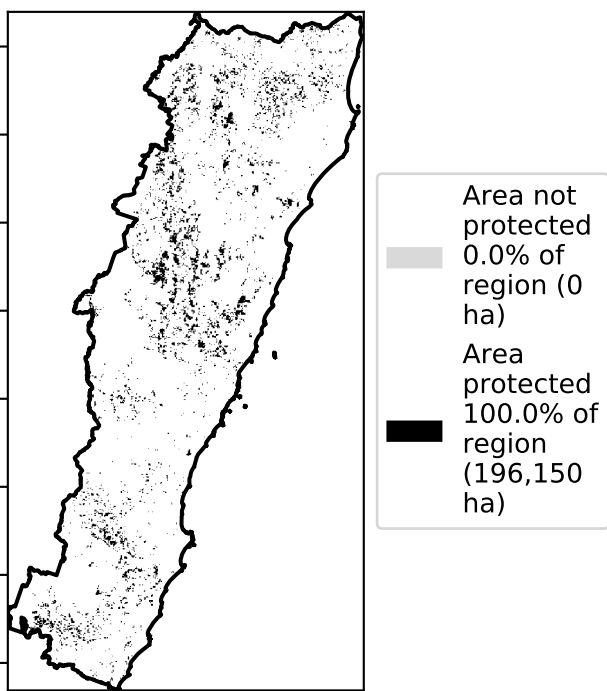 Area not
protected
0.0% of
region (0
ha)
Area
protected
100.0% of
region
(196,150
ha)